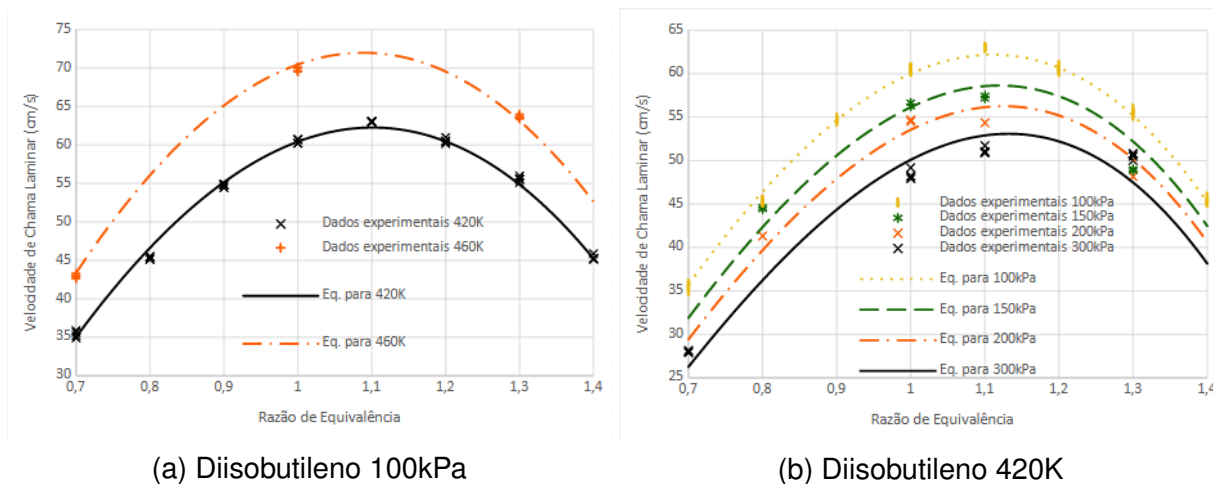 75
70
65
60
55
50
45
40
35
30
0,7
0,8
0,9
1
1,1
1,2
1,3
1,4
Velocidade de Chama Laminar (cm/s)
Razão de Equivalência
Dados experimentais 420K
Dados experimentais 460K
Eq. para 420K
Eq. para 460K
(a) Diisobutileno 100kPa
65
60
55
50
45
40
35
30
25
0,7
0,8
0,9
1
1,1
1,2
1,3
1,4
Velocidade de Chama Laminar (cm/s)
Razão de Equivalência
Dados experimentais 100kPa
Dados experimentais 150kPa
Dados experimentais 200kPa
Dados experimentais 300kPa
Eq. para 100kPa
Eq. para 150kPa
Eq. para 200kPa
Eq. para 300kPa
(b) Diisobutileno 420K